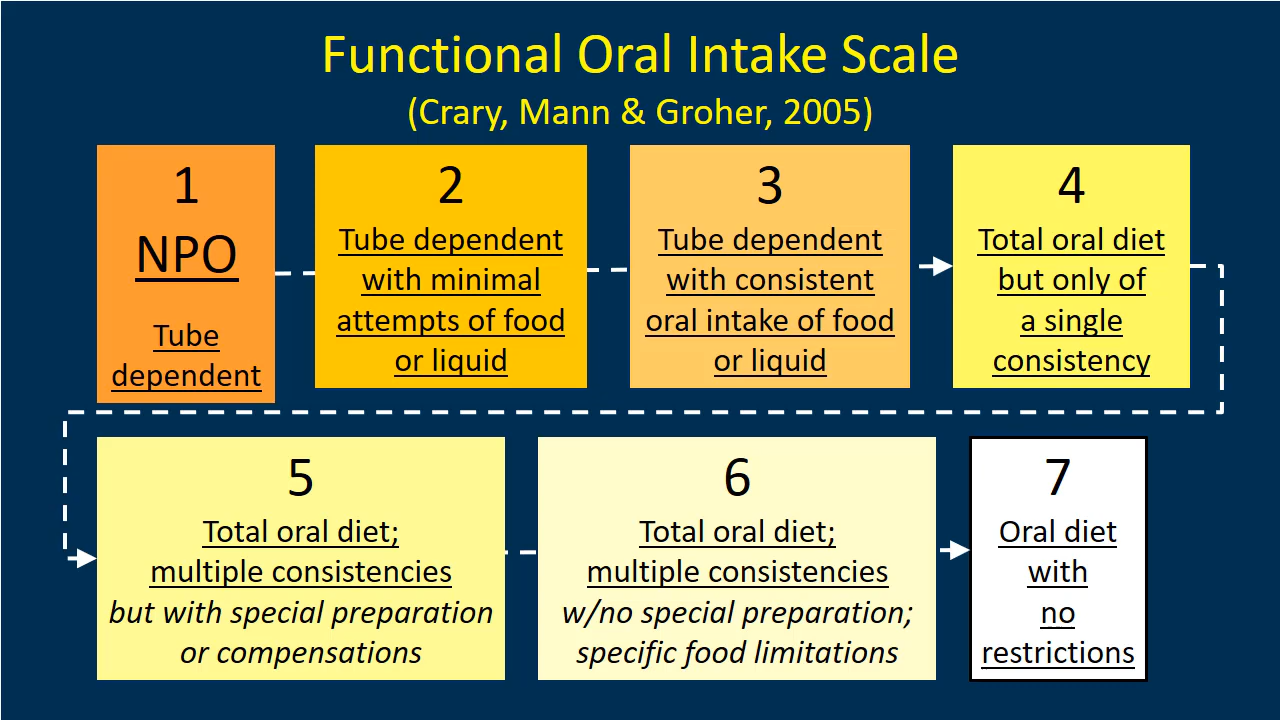 Functional Oral Intake Scale
(Crary, Mann & Groher, 2005)
1
NPO
Tube
dependent
2
Tube dependent
with minimal
attempts of food
or liquid
3
Tube dependent
with consistent
oral intake of food
or liquid
4
Total oral diet
but only of
a single
consistency
5
Total oral diet;
multiple consistencies
but with special preparation
or compensations
6
Total oral diet;
multiple consistencies
w/no special preparation;
specific food limitations
7
Oral diet
with
no
restrictions